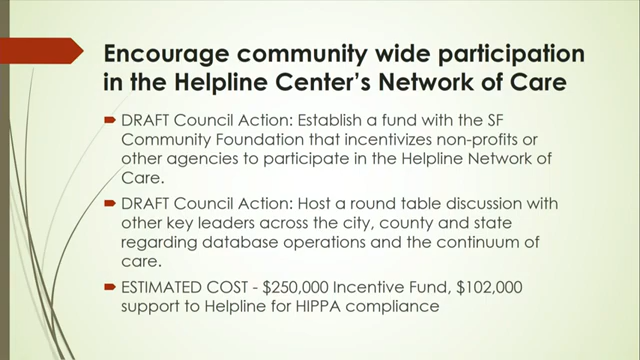 Encourage community wide participation
in the Helpline Center's Network of Care
DRAFT Council Action: Establish a fund with the SF
Community Foundation that incentivizes non-profits or
other agencies to participate in the Helpline Network of
Care.
DRAFT Council Action: Host a round table discussion with
other key leaders across the city, county and state
regarding database operations and the continuum of
care.
ESTIMATED COST - $250,000 Incentive Fund, $102,000
support to Helpline for HIPPA compliance